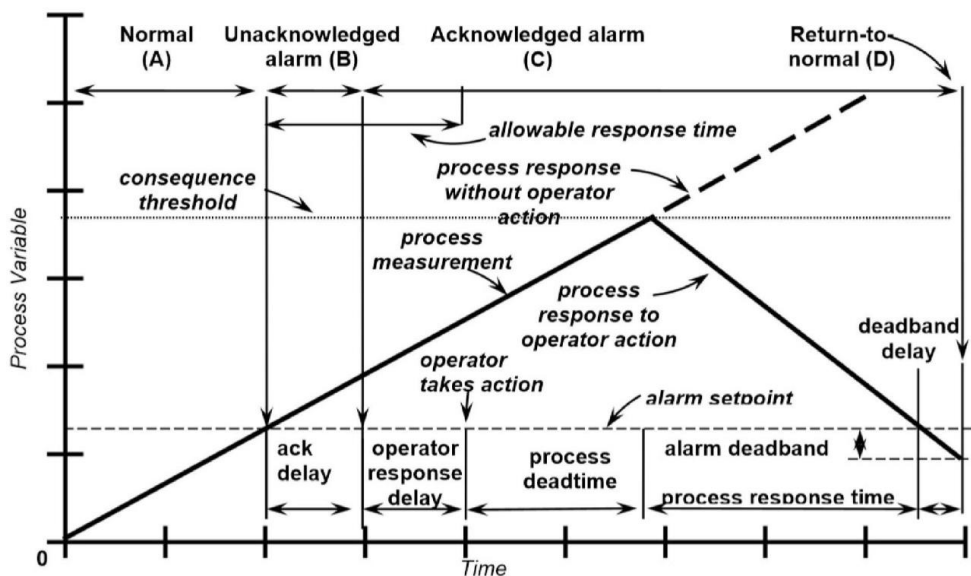 Normal
(A)
Unacknowledged
alarm (B)
Acknowledged alarm
(C)
Return-to
normal (D)
allowable response time
process response
without operator
action
consequence
threshold
process
measurement
process
response to
operator action
deadband
delay
operator
takes action
alarm setpoint
ack
delay
operator
response
delay
process
deadtime
alarm deadband
process response time
Process Variable
0
Time